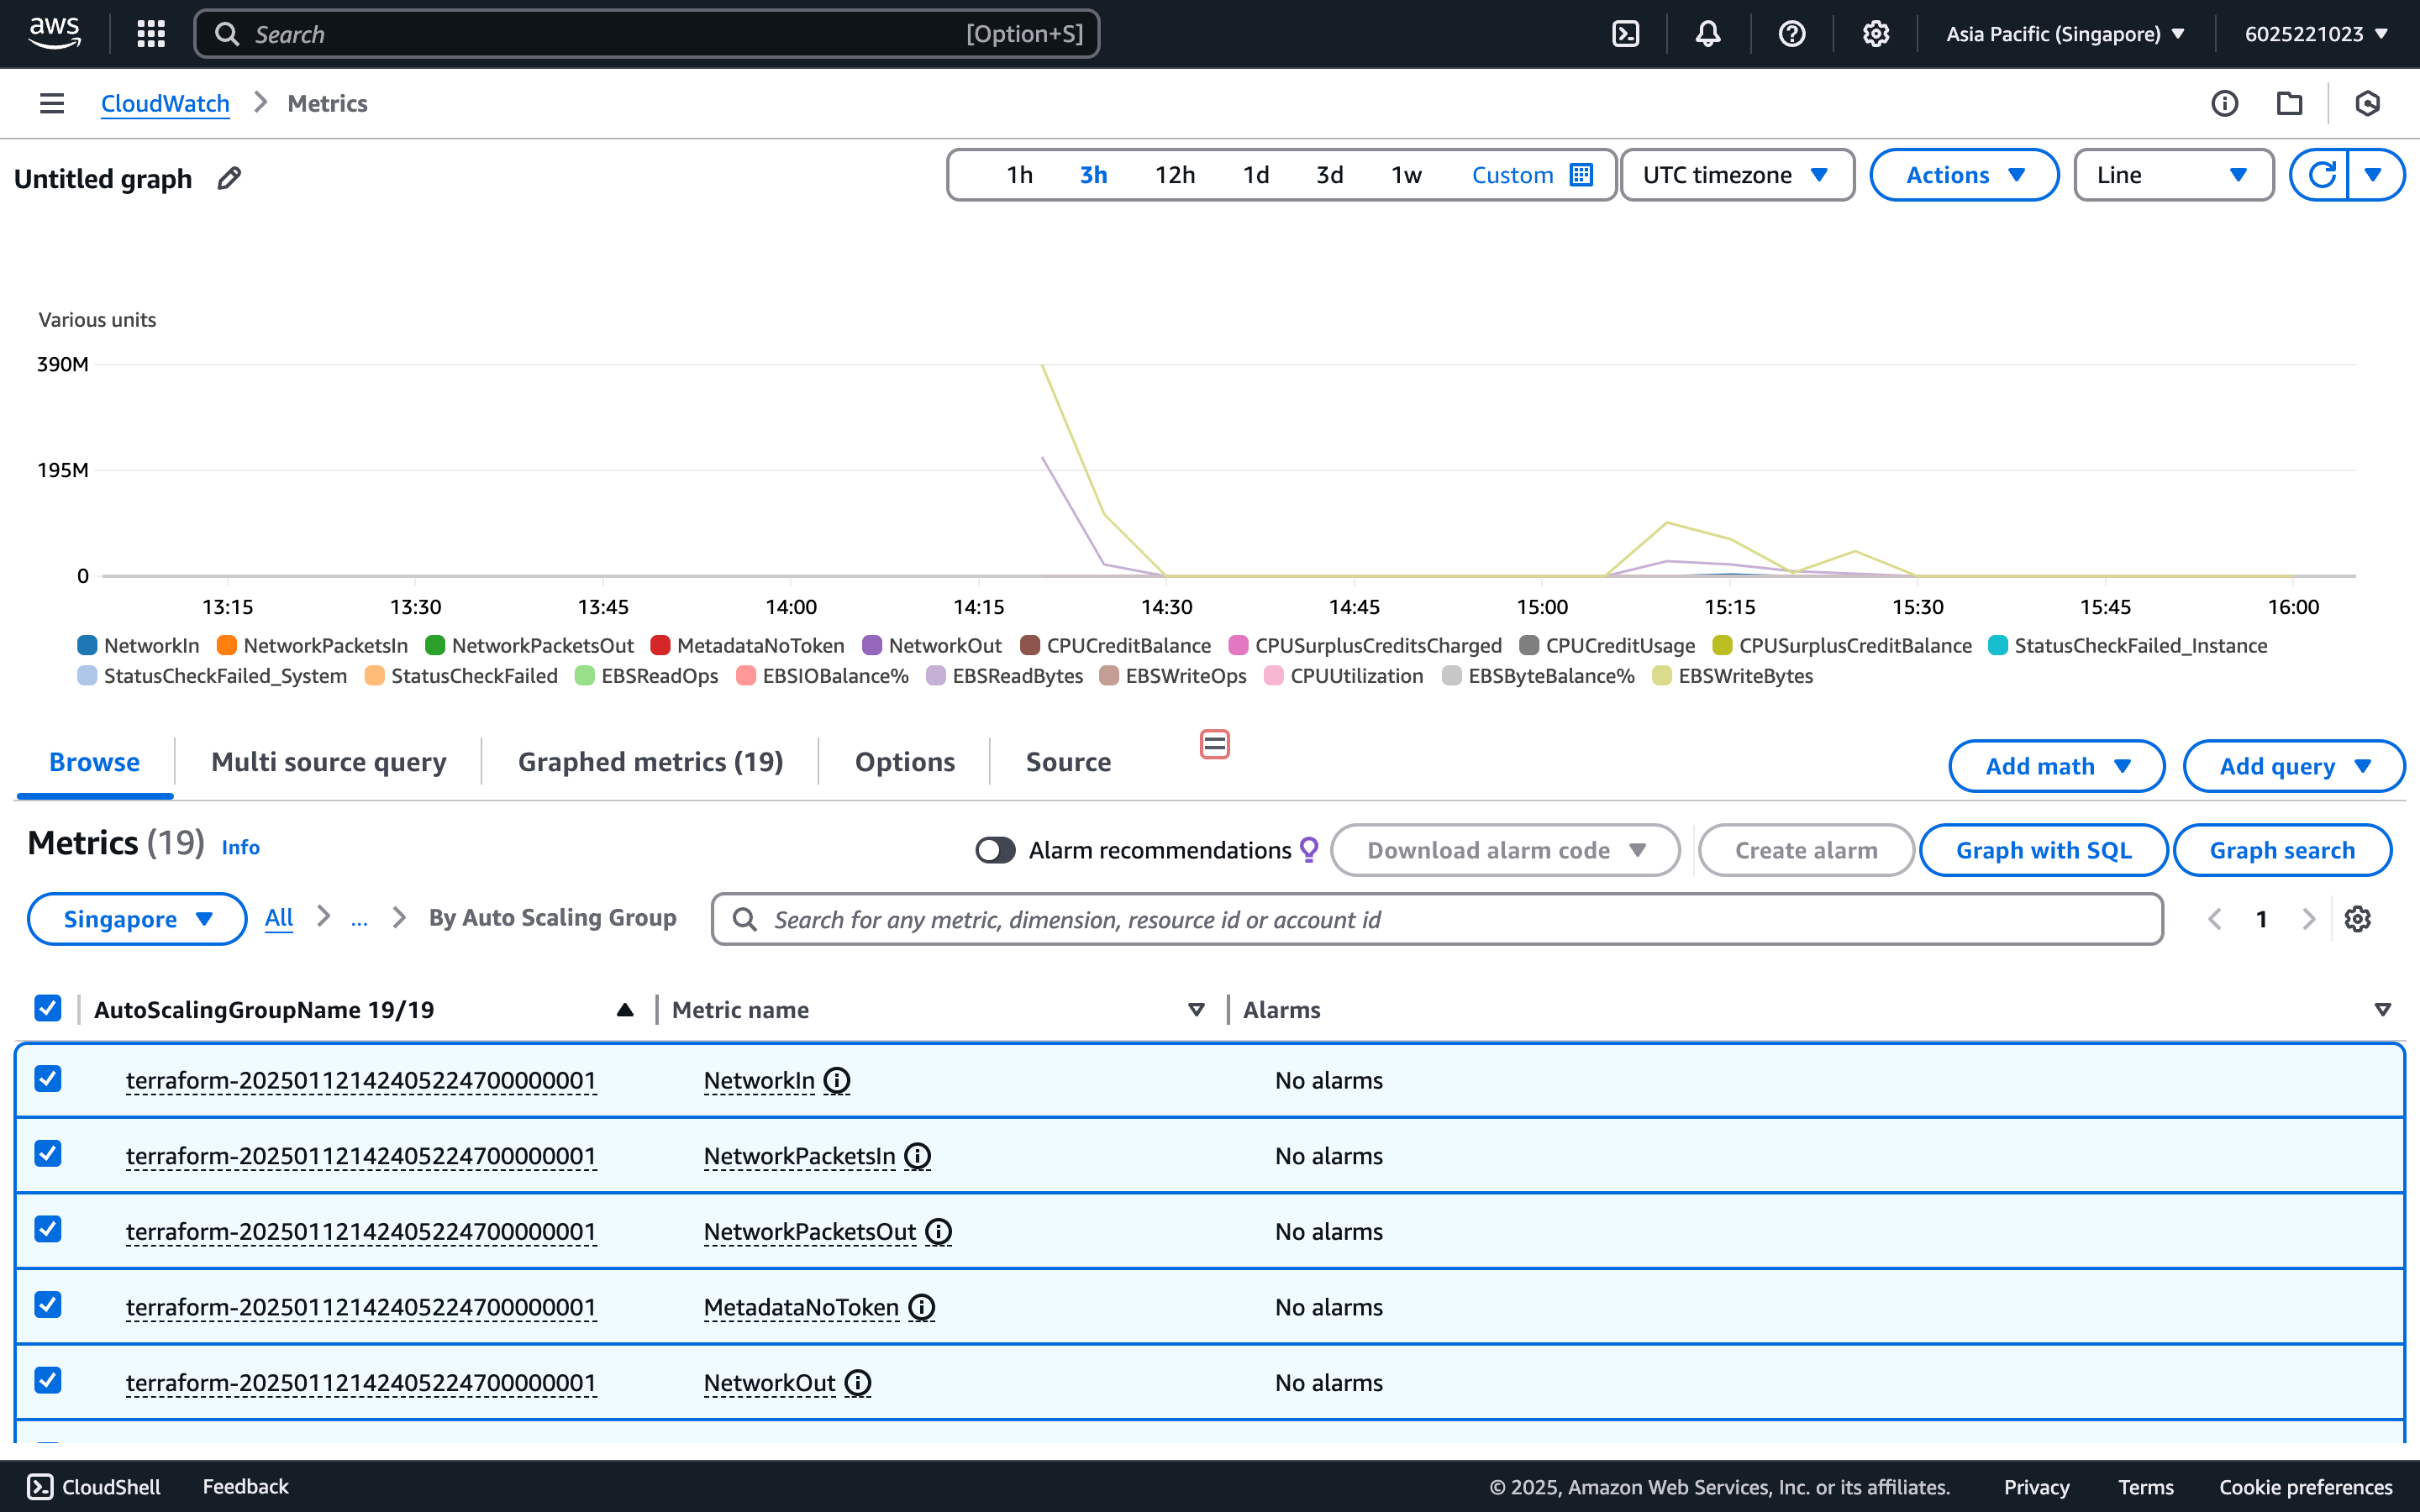 aws
Search [Option+S] Asia Pacific (Singapore) 6025221023
CloudWatch Metrics
Untitled graph 1h 3h 12h 1d 3d 1w Custom UTC timezone Actions Line
Various units
390M
195M
0
13:15 13:30 13:45 14:00 14:15 14:30 14:45 15:00 15:15 15:30 15:45 16:00
NetworkIn NetworkPacketsIn NetworkPacketsOut MetadataNoToken NetworkOut CPUCreditBalance CPUSurplusCreditsCharged CPUCreditUsage CPUSurplusCreditBalance StatusCheckFailed_Instance
StatusCheckFailed_System StatusCheckFailed EBSReadOps EBSIOBalance% EBSReadBytes EBSWriteOps CPUUtilization EBSByteBalance% EBSWriteBytes
Browse Multi source query Graphed metrics (19) Options Source Add math Add query
Metrics (19) Info Alarm recommendations Download alarm code Create alarm Graph with SQL Graph search
Singapore All ... By Auto Scaling Group Search for any metric, dimension, resource id or account id 1
AutoScalingGroupName 19/19 Metric name Alarms
terraform-20250112142405224700000001 NetworkIn No alarms
terraform-20250112142405224700000001 NetworkPacketsIn No alarms
terraform-20250112142405224700000001 NetworkPacketsOut No alarms
terraform-20250112142405224700000001 MetadataNoToken No alarms
terraform-20250112142405224700000001 NetworkOut No alarms
CloudShell Feedback © 2025, Amazon Web Services, Inc. or its affiliates. Privacy Terms Cookie preferences